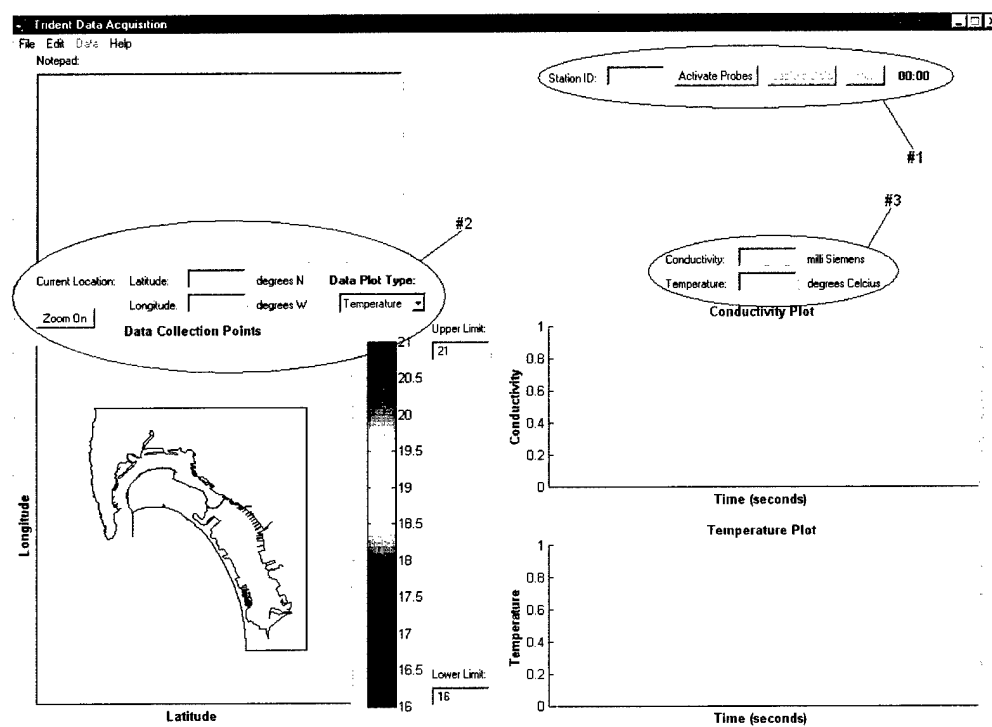 Trident Data Acquisition
File Edit Data Help
Notepad:
Station ID: Activate Probes 00:00
#1
#2
#3
Current Location: Latitude: degrees N Data Plot Type:
Longitude: degrees W Temperature
Zoom On
Data Collection Points
Upper Limit:
21
21
20.5
20
19.5
19
18.5
18
17.5
17
16.5
16
Lower Limit:
16
Longitude
Latitude
Conductivity: milli Siemens
Temperature: degrees Celcius
Conductivity Plot
1
0.8
0.6
0.4
0.2
0
Conductivity
Time (seconds)
Temperature Plot
1
0.8
0.6
0.4
0.2
0
Temperature
Time (seconds)